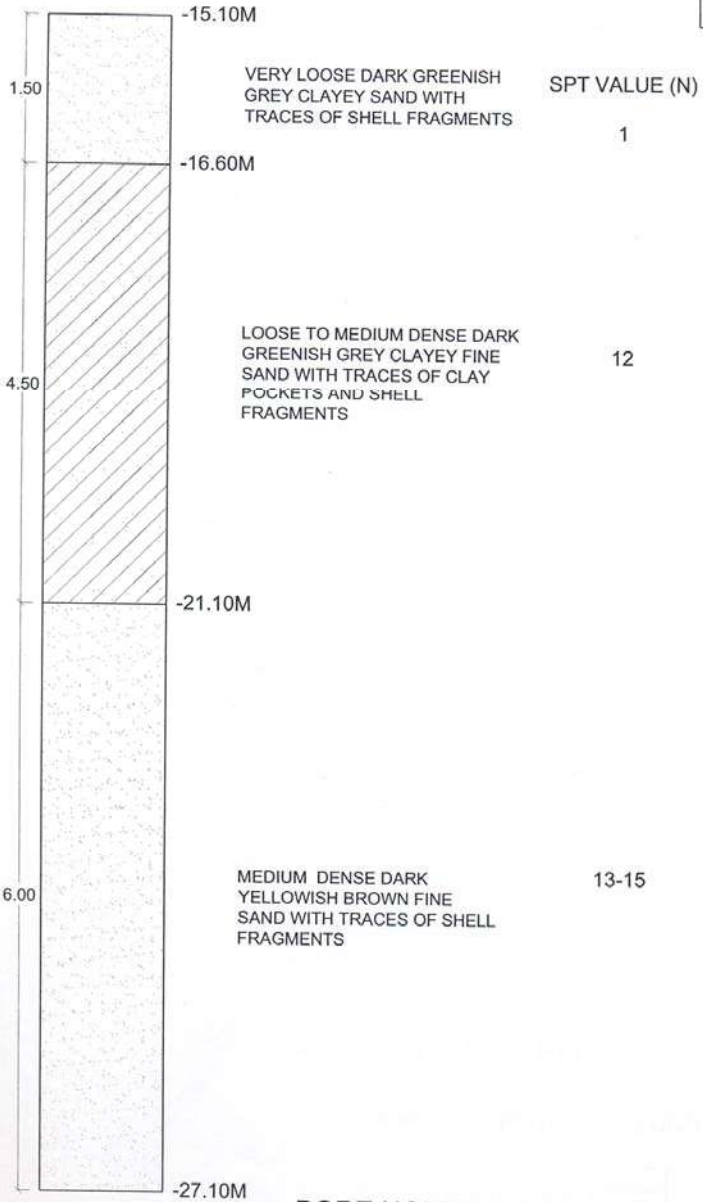 -15.10M
1.50
VERY LOOSE DARK GREENISH
GREY CLAYEY SAND WITH
TRACES OF SHELL FRAGMENTS
SPT VALUE (N)
1
-16.60M
4.50
LOOSE TO MEDIUM DENSE DARK
GREENISH GREY CLAYEY FINE
SAND WITH TRACES OF CLAY
POCKETS AND SHELL
FRAGMENTS
12
-21.10M
6.00
MEDIUM DENSE DARK
YELLOWISH BROWN FINE
SAND WITH TRACES OF SHELL
FRAGMENTS
13-15
-27.10M